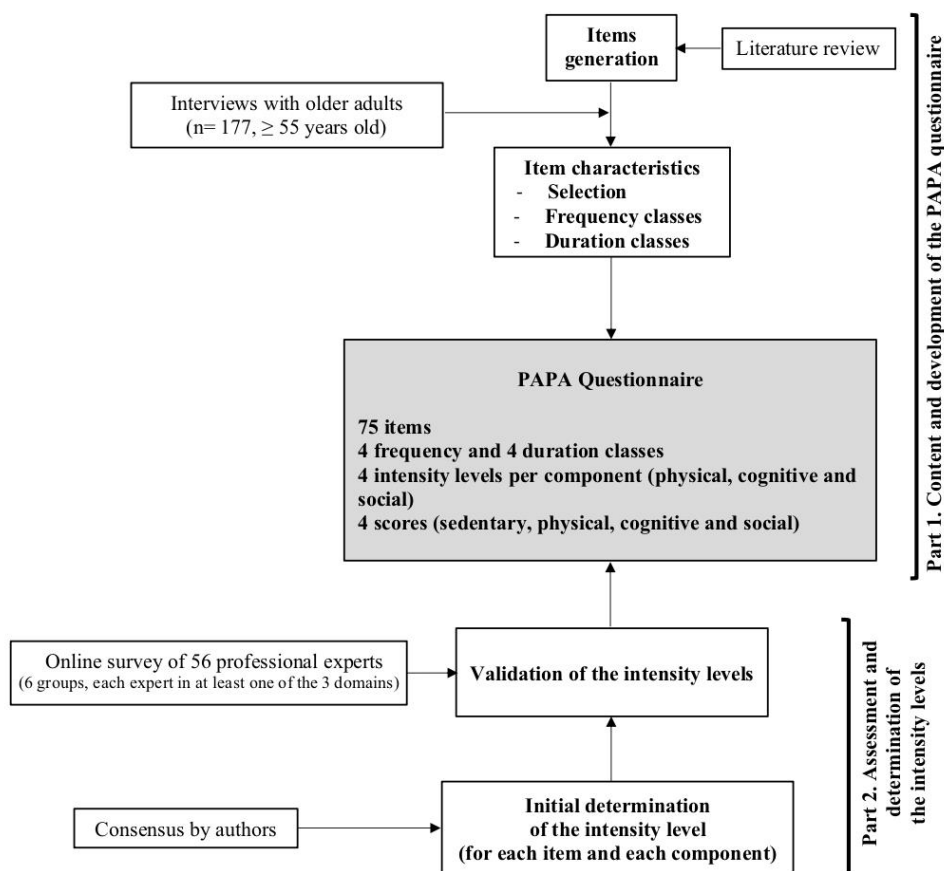 Items
generation
Literature review
Interviews with older adults
(n= 177, ≥ 55 years old)
Item characteristics
- Selection
- Frequency classes
- Duration classes
PAPA Questionnaire
75 items
4 frequency and 4 duration classes
4 intensity levels per component (physical, cognitive and
social)
4 scores (sedentary, physical, cognitive and social)
Part 1. Content and development of the PAPA questionnaire
Online survey of 56 professional experts
(6 groups, each expert in at least one of the 3 domains)
Validation of the intensity levels
Consensus by authors
Initial determination
of the intensity level
(for each item and each component)
Part 2. Assessment and
determination of
the intensity levels